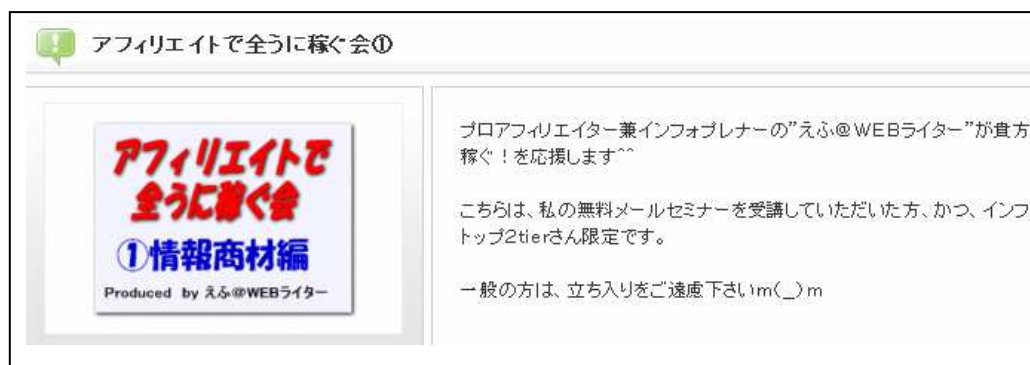 アフィリエイトで全うに稼ぐ会①
アフィリエイトで
全うに稼ぐ会
①情報商材編
Produced by えふ@WEBライター
プロアフィリエイター兼インフォプレナーの”えふ@WEBライター”が貴方
稼ぐ！を応援します^^
こちらは、私の無料メールセミナーを受講していただいた方、かつ、インフ
トップ2tierさん限定です。
一般の方は、立ち入りをご遠慮下さいm(_)m